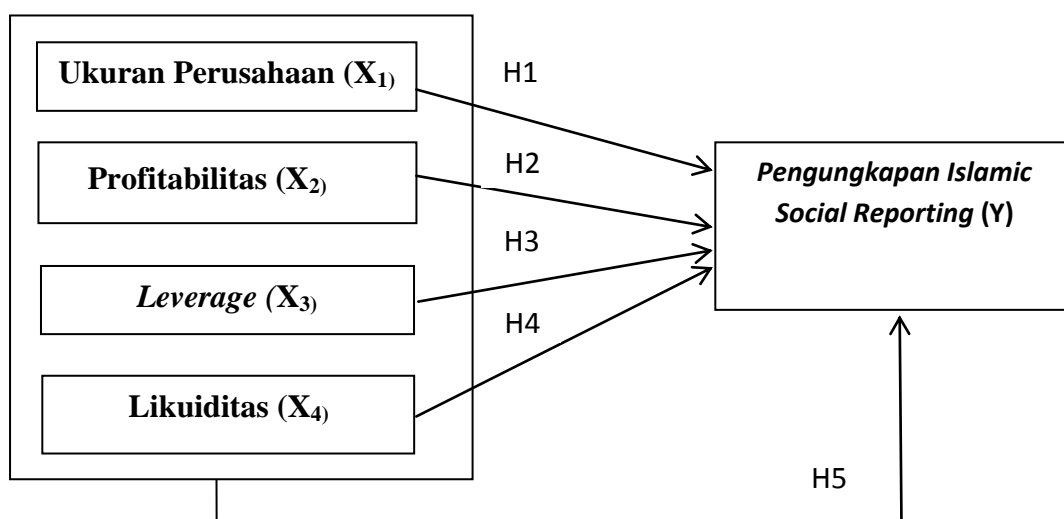 Ukuran Perusahaan (X1)
H1
Profitabilitas (X2)
H2
Pengungkapan Islamic
Social Reporting (Y)
H3
Leverage (X3)
H4
Likuiditas (X4)
H5